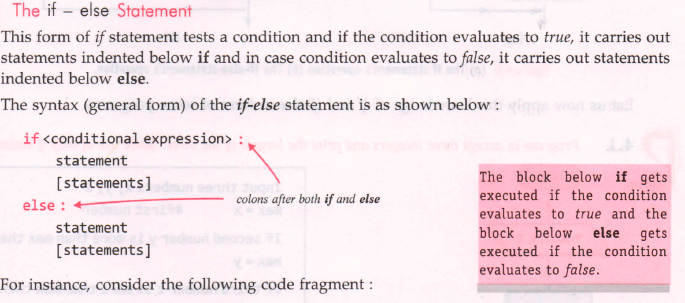 The if – else Statement
This form of if statement tests a condition and if the condition evaluates to true, it carries out
statements indented below if and in case condition evaluates to false, it carries out statements
indented below else.
The syntax (general form) of the if-else statement is as shown below :
if <conditional expression> :
statement
[statements]
else :
colons after both if and else
statement
[statements]
The block below if gets
executed if the condition
evaluates to true and the
block below else gets
executed if the condition
evaluates to false.
For instance, consider the following code fragment :